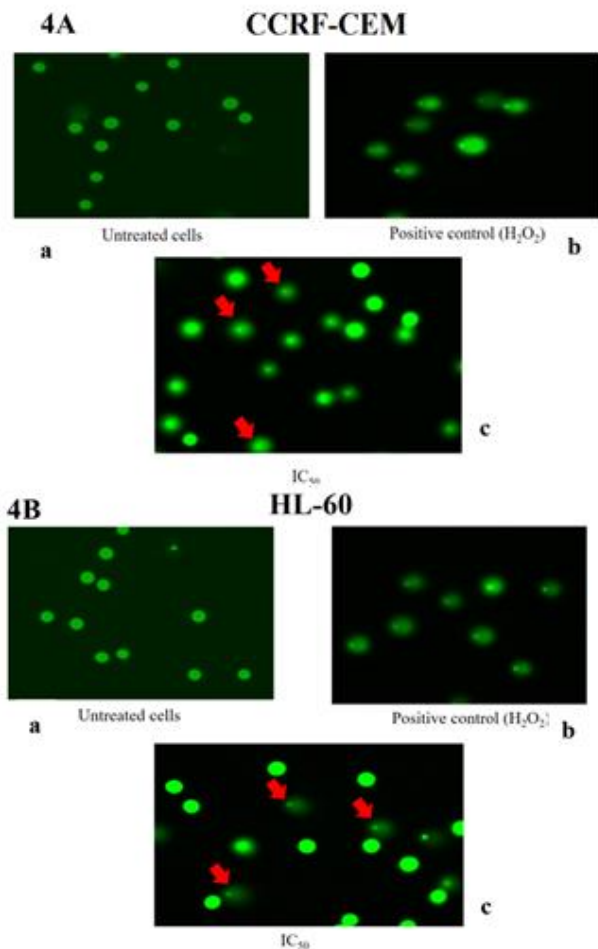 4A CCRF-CEM
Untreated cells Positive control (H₂O₂)
a b
c
IC₅₀
4B HL-60
Untreated cells Positive control (H₂O₂)
a b
c
IC₅₀